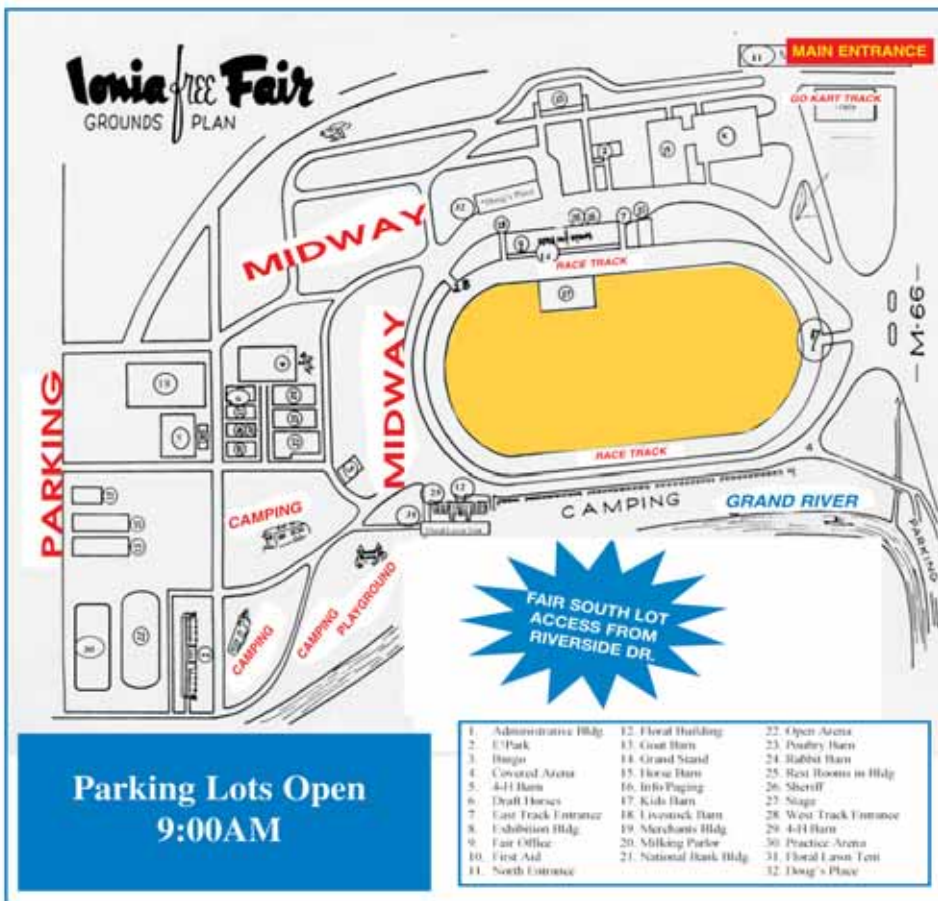 Ionia free Fair
GROUNDS PLAN
11
MAIN ENTRANCE
GO KART TRACK
MIDWAY
RACE TRACK
27
M-66
PARKING
MIDWAY
19
RACE TRACK
4
CAMPING
GRAND RIVER
CAMPING
12
PARKING
CAMPING
CAMPING
PLAYGROUND
FAIR SOUTH LOT
ACCESS FROM
RIVERSIDE DR.
30
22
Parking Lots Open
9:00AM
1. Administrative Bldg
2. E!Park
3. Bingo
4. Covered Arena
5. 4-H Barn
6. Draft Horses
7. East Track Entrance
8. Exhibition Bldg
9. Fair Office
10. First Aid
11. North Entrance
12. Floral Building
13. Goat Barn
14. Grand Stand
15. Horse Barn
16. Info/Paging
17. Kids Barn
18. Livestock Barn
19. Merchants Bldg
20. Milking Parlor
21. National Bank Bldg
22. Open Arena
23. Poultry Barn
24. Rabbit Barn
25. Rest Rooms in Bldg
26. Sheriff
27. Stage
28. West Track Entrance
29. 4-H Barn
30. Practice Arena
31. Floral Lawn Tent
32. Doug's Place